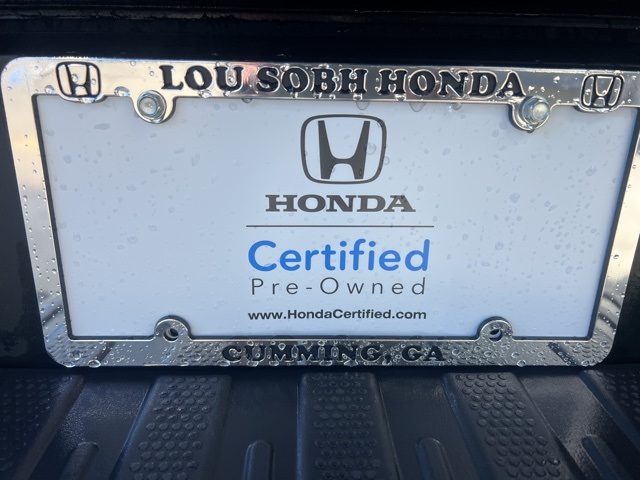 LOU SOBH HONDA
HONDA
Certified
Pre-Owned
www.HondaCertified.com
CUMMING, GA